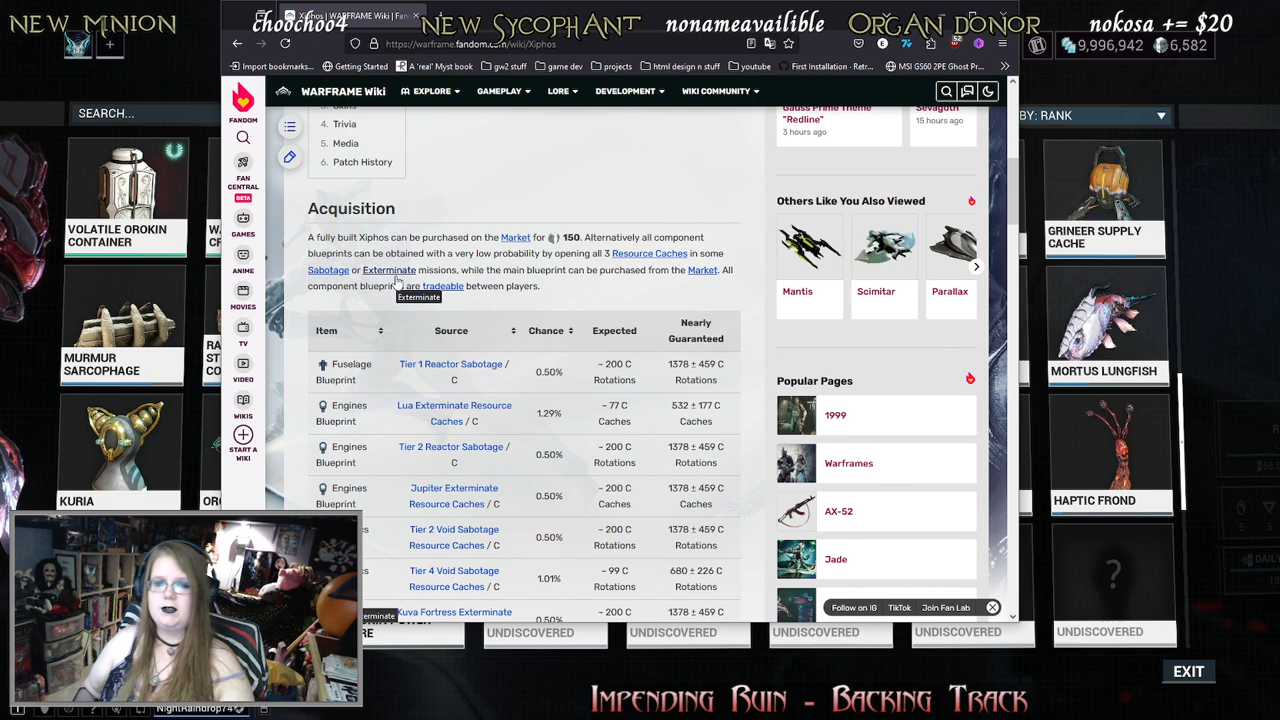 NEW MINION choochoo4 NEW SYCOPHANT nonameavailible ORGAN DONOR nokosa += $20
Xiphos | WARFRAME Wiki | Fan
https://warframe.fandom.com/wiki/Xiphos
9,996,942 6,582
Import bookmarks... Getting Started A 'real' Myst book gw2 stuff game dev projects html design n stuff youtube First Installation - Retr... MSI GS60 2PE Ghost Pr...
FANDOM
FAN CENTRAL
BETA
GAMES
ANIME
MOVIES
TV
VIDEO
WIKIS
START A WIKI
WARFRAME Wiki EXPLORE GAMEPLAY LORE DEVELOPMENT WIKI COMMUNITY
SEARCH...
BY: RANK
VOLATILE OROKIN CONTAINER
MURMUR SARCOPHAGE
KURIA
GRINEER SUPPLY CACHE
MORTUS LUNGFISH
HAPTIC FROND
3. Skins
4. Trivia
5. Media
6. Patch History
Acquisition
A fully built Xiphos can be purchased on the Market for 150. Alternatively all component
blueprints can be obtained with a very low probability by opening all 3 Resource Caches in some
Sabotage or Exterminate missions, while the main blueprint can be purchased from the Market. All
component blueprints are tradeable between players.
Exterminate
Item Source Chance Expected Nearly Guaranteed
Fuselage Blueprint Tier 1 Reactor Sabotage / C 0.50% ~ 200 C Rotations 1378 ± 459 C Rotations
Engines Blueprint Lua Exterminate Resource Caches / C 1.29% ~ 77 C Caches 532 ± 177 C Caches
Engines Blueprint Tier 2 Reactor Sabotage / C 0.50% ~ 200 C Rotations 1378 ± 459 C Rotations
Engines Blueprint Jupiter Exterminate Resource Caches / C 0.50% ~ 200 C Caches 1378 ± 459 C Caches
Tier 2 Void Sabotage Resource Caches / C 0.50% ~ 200 C Rotations 1378 ± 459 C Rotations
Tier 4 Void Sabotage Resource Caches / C 1.01% ~ 99 C Rotations 680 ± 226 C Rotations
Kuva Fortress Exterminate 0.50% ~ 200 C 1378 ± 459 C
Gauss Prime Theme "Redline"
3 hours ago
Sevagoth
15 hours ago
Others Like You Also Viewed
Mantis Scimitar Parallax
Popular Pages
1999
Warframes
AX-52
Jade
Follow on IG TikTok Join Fan Lab
?
UNDISCOVERED UNDISCOVERED UNDISCOVERED UNDISCOVERED UNDISCOVERED
EXIT
IMPENDING RUIN - BACKING TRACK